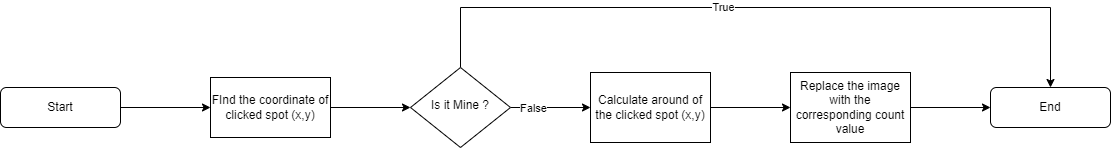 True
Start
FInd the coordinate of
clicked spot (x,y)
Is it Mine ?
False
Calculate around of
the clicked spot (x,y)
Replace the image
with the
corresponding count
value
End